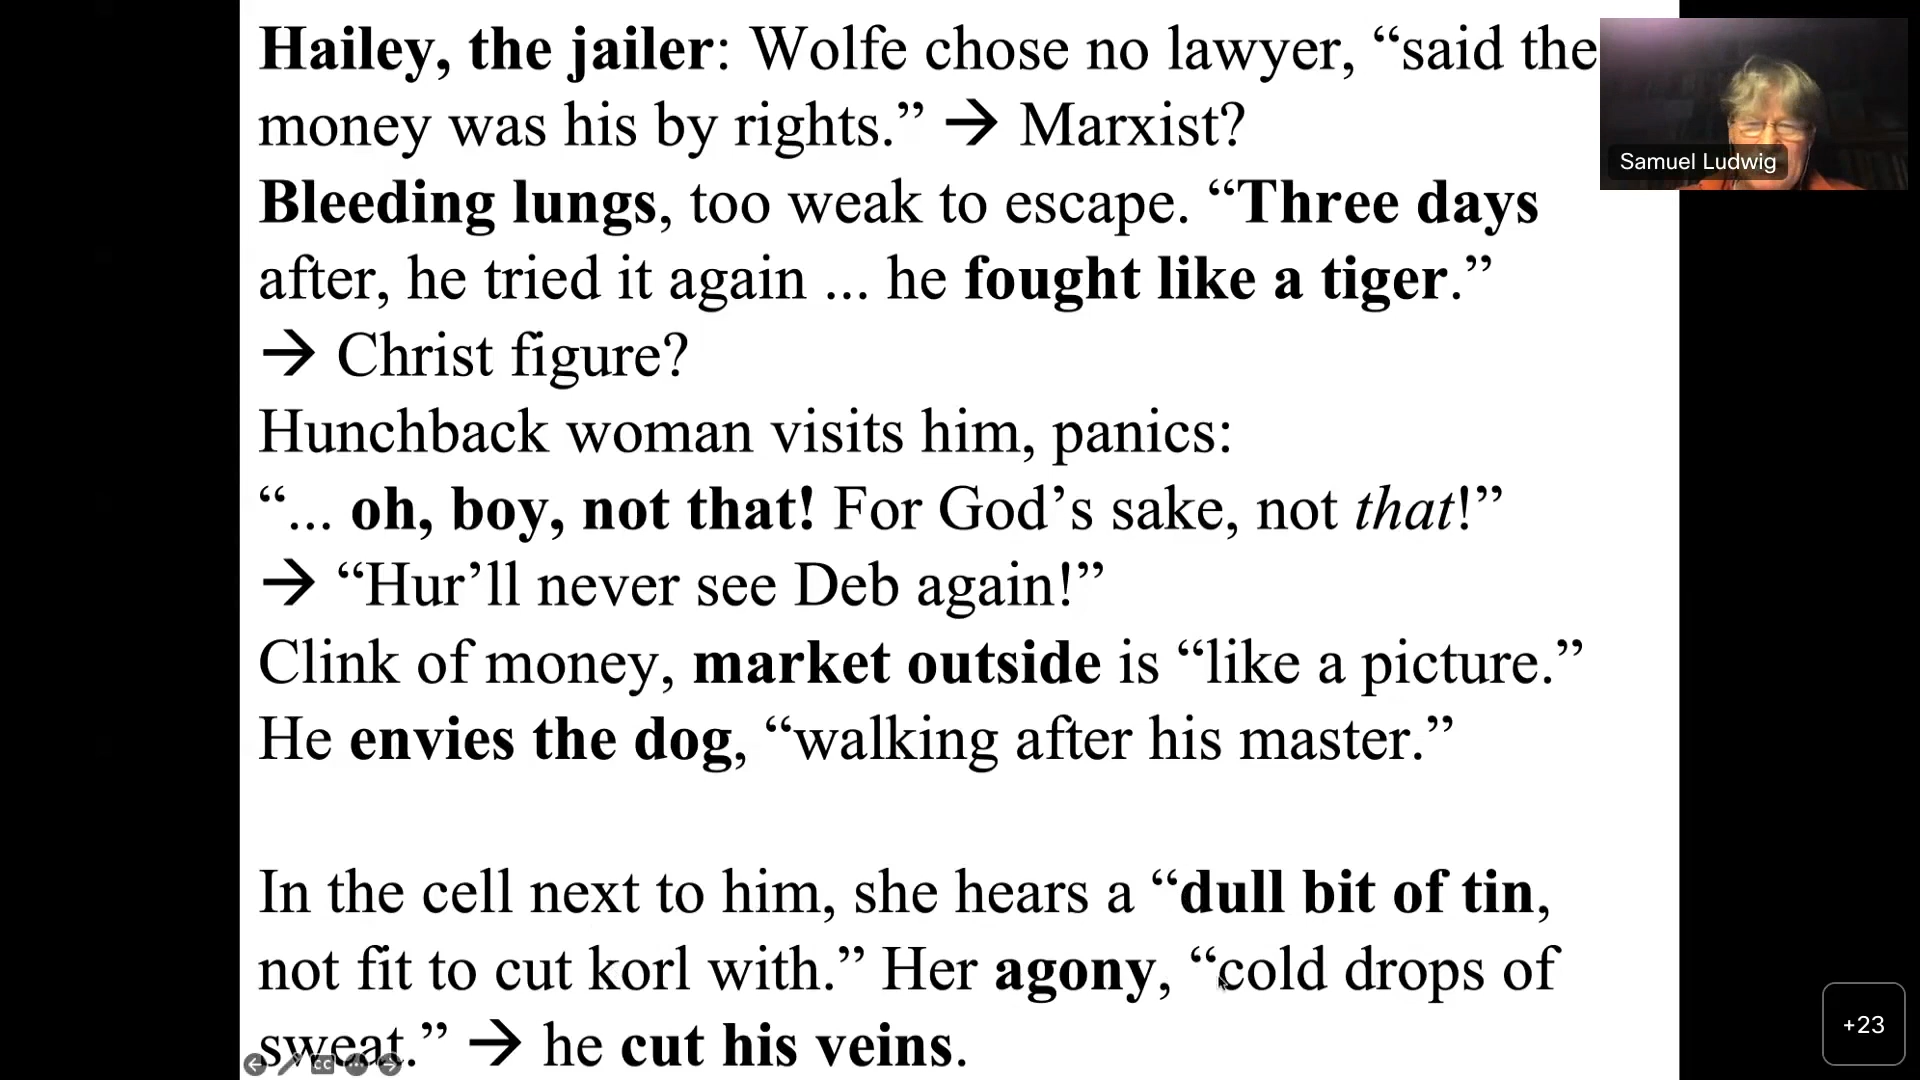 Hailey, the jailer: Wolfe chose no lawyer, “said the
money was his by rights.” → Marxist?
Bleeding lungs, too weak to escape. “Three days
after, he tried it again ... he fought like a tiger.”
→ Christ figure?
Hunchback woman visits him, panics:
“... oh, boy, not that! For God’s sake, not that!”
→ “Hur’ll never see Deb again!”
Clink of money, market outside is “like a picture.”
He envies the dog, “walking after his master.”
In the cell next to him, she hears a “dull bit of tin,
not fit to cut korl with.” Her agony, “cold drops of
sweat.” → he cut his veins.
Samuel Ludwig
+23
CC